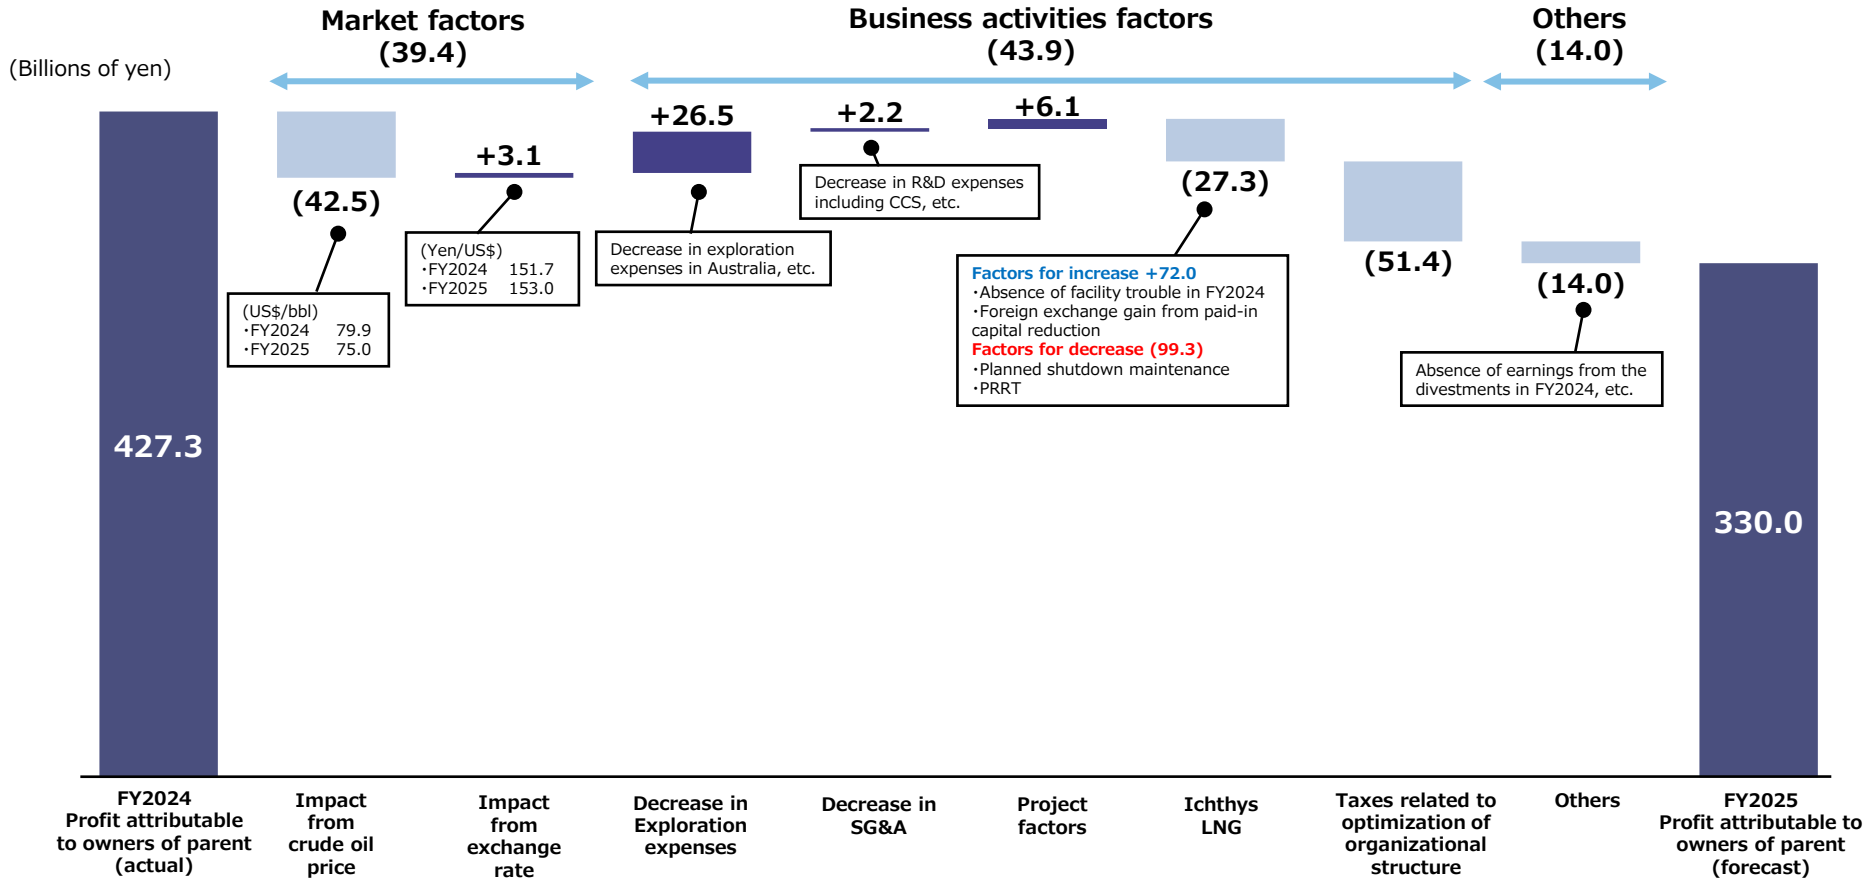 (Billions of yen)
Market factors
(39.4)
Business activities factors
(43.9)
Others
(14.0)
427.3
(42.5)
(US$/bbl)
・FY2024 79.9
・FY2025 75.0
+3.1
(Yen/US$)
・FY2024 151.7
・FY2025 153.0
+26.5
Decrease in exploration
expenses in Australia, etc.
+2.2
Decrease in R&D expenses
including CCS, etc.
+6.1
(27.3)
Factors for increase +72.0
・Absence of facility trouble in FY2024
・Foreign exchange gain from paid-in
capital reduction
Factors for decrease (99.3)
・Planned shutdown maintenance
・PRRT
(51.4)
(14.0)
Absence of earnings from the
divestments in FY2024, etc.
330.0
FY2024
Profit attributable
to owners of parent
(actual)
Impact
from
crude oil
price
Impact
from
exchange
rate
Decrease in
Exploration
expenses
Decrease in
SG&A
Project
factors
Ichthys
LNG
Taxes related to
optimization of
organizational
structure
Others
FY2025
Profit attributable to
owners of parent
(forecast)